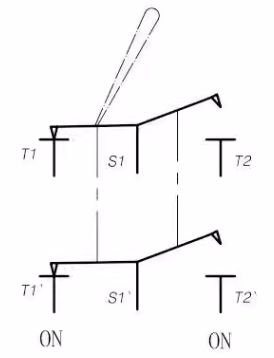 T1 S1 T2
T1` S1` T2`
ON ON